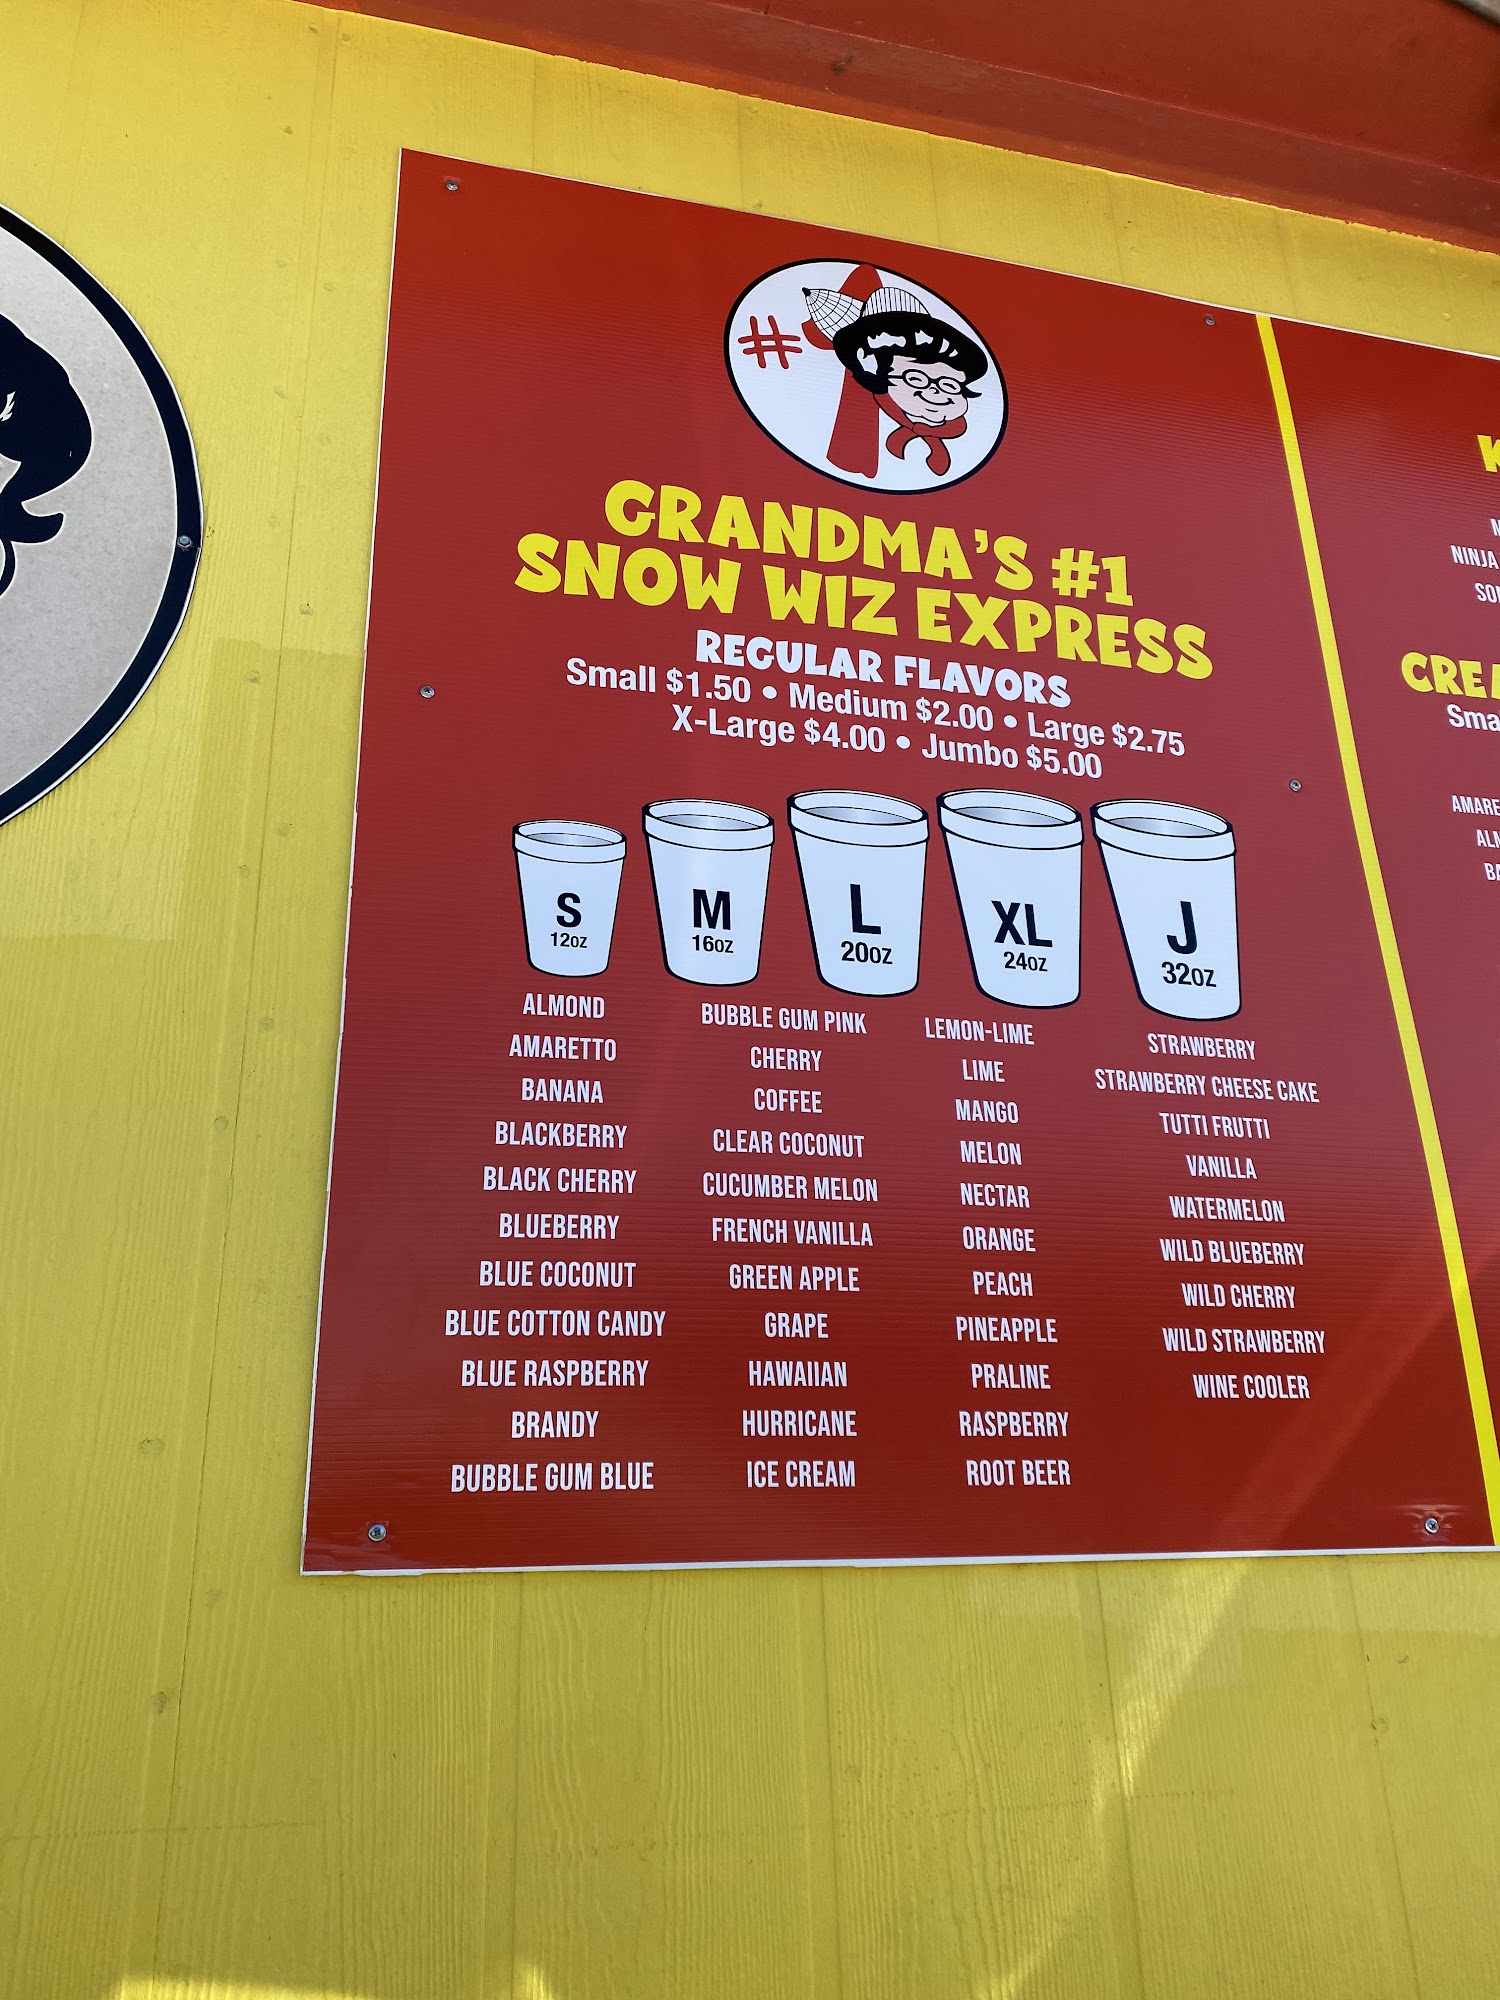 #1
GRANDMA'S #1
SNOW WIZ EXPRESS
REGULAR FLAVORS
Small $1.50 • Medium $2.00 • Large $2.75
X-Large $4.00 • Jumbo $5.00
S
12oz
M
16oz
L
20oz
XL
24oz
J
32oz
ALMOND
AMARETTO
BANANA
BLACKBERRY
BLACK CHERRY
BLUEBERRY
BLUE COCONUT
BLUE COTTON CANDY
BLUE RASPBERRY
BRANDY
BUBBLE GUM BLUE
BUBBLE GUM PINK
CHERRY
COFFEE
CLEAR COCONUT
CUCUMBER MELON
FRENCH VANILLA
GREEN APPLE
GRAPE
HAWAIIAN
HURRICANE
ICE CREAM
LEMON-LIME
LIME
MANGO
MELON
NECTAR
ORANGE
PEACH
PINEAPPLE
PRALINE
RASPBERRY
ROOT BEER
STRAWBERRY
STRAWBERRY CHEESE CAKE
TUTTI FRUTTI
VANILLA
WATERMELON
WILD BLUEBERRY
WILD CHERRY
WILD STRAWBERRY
WINE COOLER
NINJA